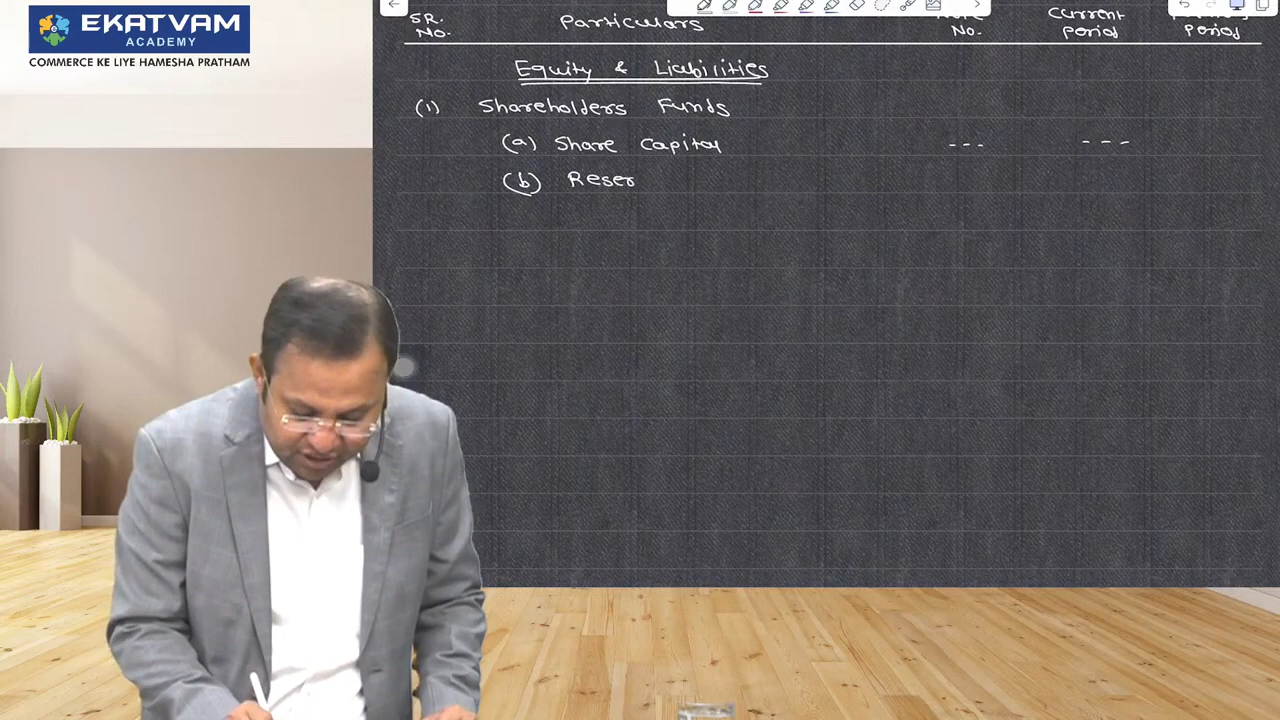 EKATVAM
ACADEMY
COMMERCE KE LIYE HAMESHA PRATHAM
SR. No. Particulars No. Current Period Period
Equity & Liabilities
(1) Shareholders Funds
(a) Share Capital --- ---
(b) Reser